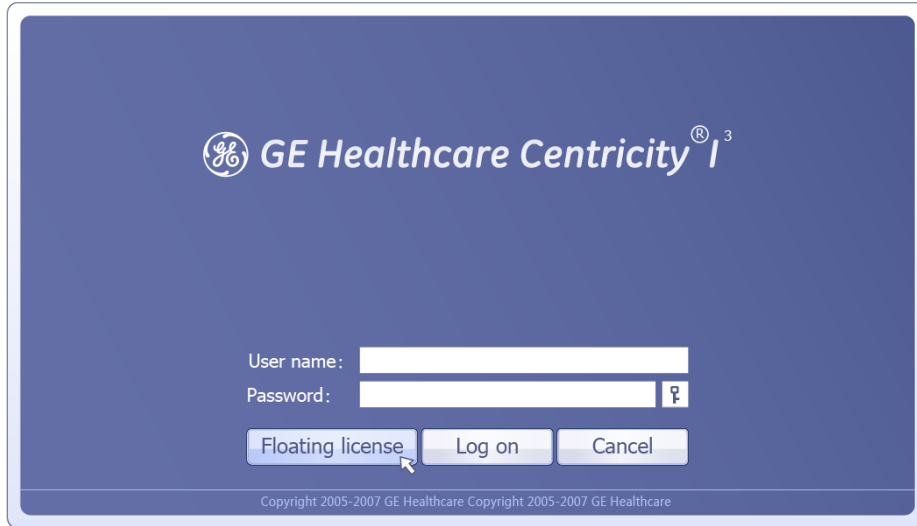 GE GE Healthcare Centricity® I³
User name:
Password:
Floating license Log on Cancel
Copyright 2005-2007 GE Healthcare Copyright 2005-2007 GE Healthcare